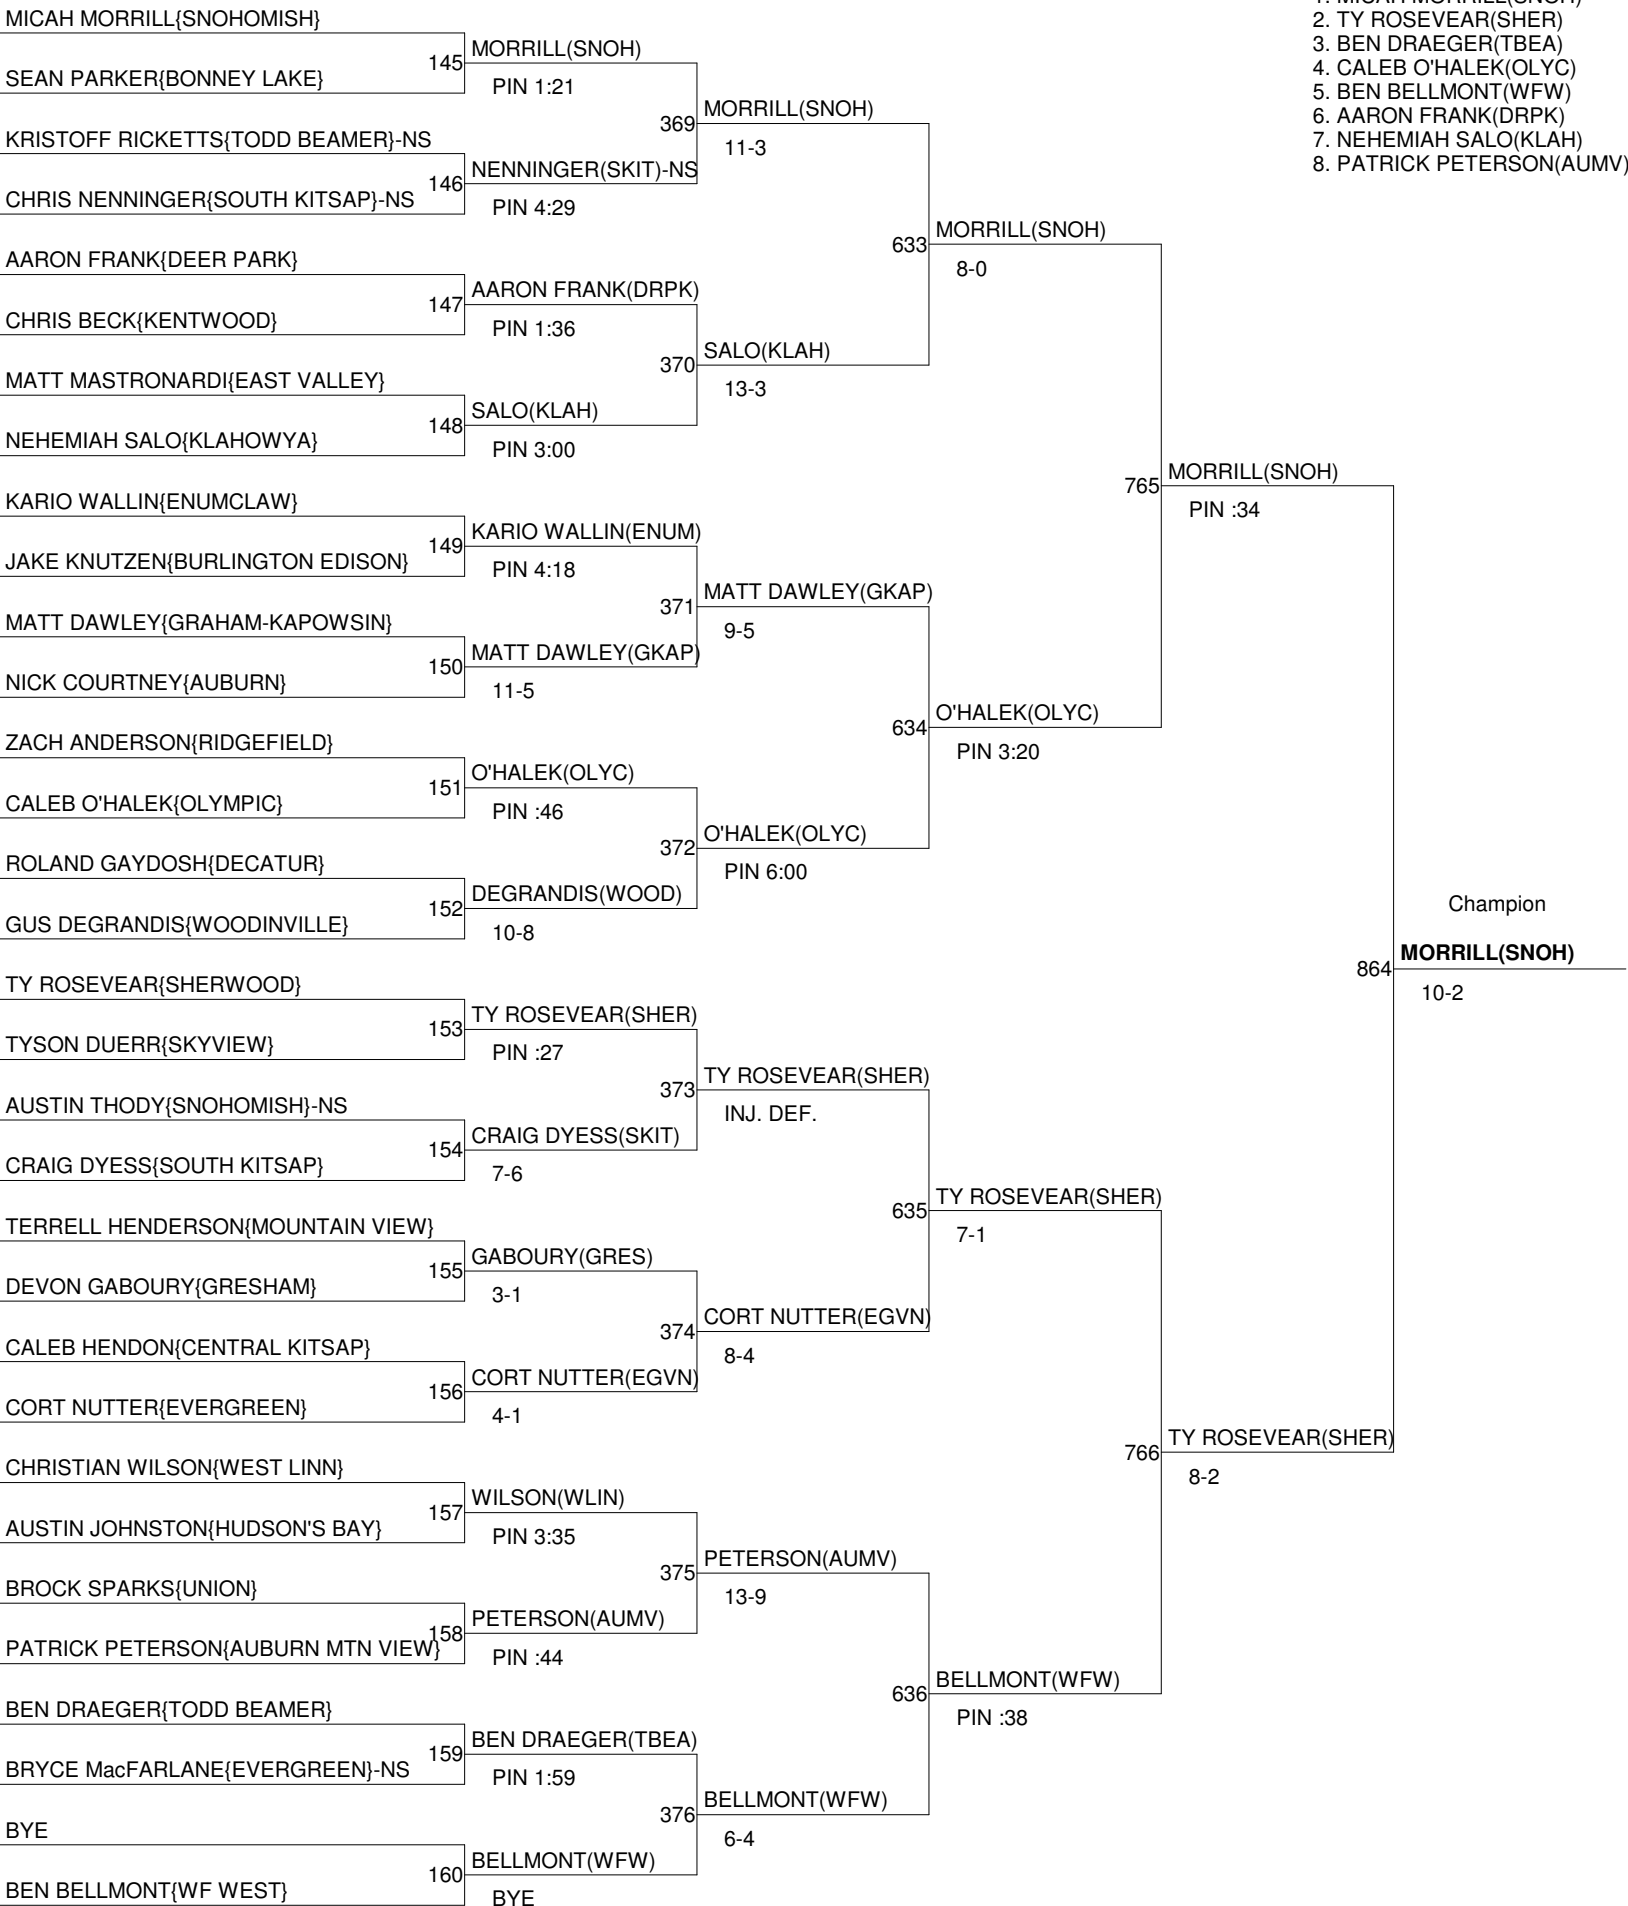 1. MICAH MORRILL(SNOH)
2. TY ROSEVEAR(SHER)
3. BEN DRAEGER(TBEA)
4. CALEB O'HALEK(OLYC)
5. BEN BELLMONT(WFW)
6. AARON FRANK(DRPK)
7. NEHEMIAH SALO(KLAH)
8. PATRICK PETERSON(AUMV)
MICAH MORRILL{SNOHOMISH}
SEAN PARKER{BONNEY LAKE}
KRISTOFF RICKETTS{TODD BEAMER}-NS
CHRIS NENNINGER{SOUTH KITSAP}-NS
AARON FRANK{DEER PARK}
CHRIS BECK{KENTWOOD}
MATT MASTRONARDI{EAST VALLEY}
NEHEMIAH SALO{KLAHOWYA}
KARIO WALLIN{ENUMCLAW}
JAKE KNUTZEN{BURLINGTON EDISON}
MATT DAWLEY{GRAHAM-KAPOWSIN}
NICK COURTNEY{AUBURN}
ZACH ANDERSON{RIDGEFIELD}
CALEB O'HALEK{OLYMPIC}
ROLAND GAYDOSH{DECATUR}
GUS DEGRANDIS{WOODINVILLE}
TY ROSEVEAR{SHERWOOD}
TYSON DUERR{SKYVIEW}
AUSTIN THODY{SNOHOMISH}-NS
CRAIG DYESS{SOUTH KITSAP}
TERRELL HENDERSON{MOUNTAIN VIEW}
DEVON GABOURY{GRESHAM}
CALEB HENDON{CENTRAL KITSAP}
CORT NUTTER{EVERGREEN}
CHRISTIAN WILSON{WEST LINN}
AUSTIN JOHNSTON{HUDSON'S BAY}
BROCK SPARKS{UNION}
PATRICK PETERSON{AUBURN MTN VIEW}
BEN DRAEGER{TODD BEAMER}
BRYCE MacFARLANE{EVERGREEN}-NS
BYE
BEN BELLMONT{WF WEST}
145 MORRILL(SNOH)
PIN 1:21
146 NENNINGER(SKIT)-NS
PIN 4:29
147 AARON FRANK(DRPK)
PIN 1:36
148 SALO(KLAH)
PIN 3:00
149 KARIO WALLIN(ENUM)
PIN 4:18
150 MATT DAWLEY(GKAP)
11-5
151 O'HALEK(OLYC)
PIN :46
152 DEGRANDIS(WOOD)
10-8
153 TY ROSEVEAR(SHER)
PIN :27
154 CRAIG DYESS(SKIT)
7-6
155 GABOURY(GRES)
3-1
156 CORT NUTTER(EGVN)
4-1
157 WILSON(WLIN)
PIN 3:35
158 PETERSON(AUMV)
PIN :44
159 BEN DRAEGER(TBEA)
PIN 1:59
160 BELLMONT(WFW)
BYE
369 MORRILL(SNOH)
11-3
370 SALO(KLAH)
13-3
371 MATT DAWLEY(GKAP)
9-5
372 O'HALEK(OLYC)
PIN 6:00
373 TY ROSEVEAR(SHER)
INJ. DEF.
374 CORT NUTTER(EGVN)
8-4
375 PETERSON(AUMV)
13-9
376 BELLMONT(WFW)
6-4
633 MORRILL(SNOH)
8-0
634 O'HALEK(OLYC)
PIN 3:20
635 TY ROSEVEAR(SHER)
7-1
636 BELLMONT(WFW)
PIN :38
765 MORRILL(SNOH)
PIN :34
766 TY ROSEVEAR(SHER)
8-2
Champion
864 MORRILL(SNOH)
10-2